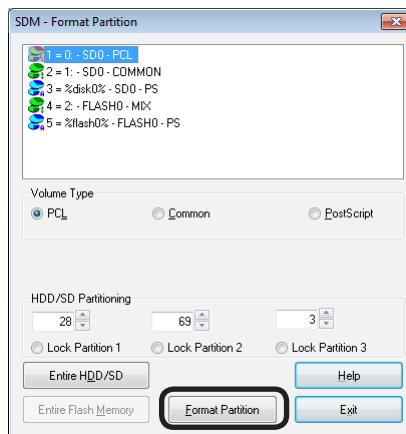 SDM - Format Partition
1 = 0: - SD0 - PCL
2 = 1: - SD0 - COMMON
3 = %disk0% - SD0 - PS
4 = 2: - FLASH0 - MIX
5 = %flash0% - FLASH0 - PS
Volume Type
PCL Common PostScript
HDD/SD Partitioning
28 69 3
Lock Partition 1 Lock Partition 2 Lock Partition 3
Entire HDD/SD Help
Entire Flash Memory Format Partition Exit